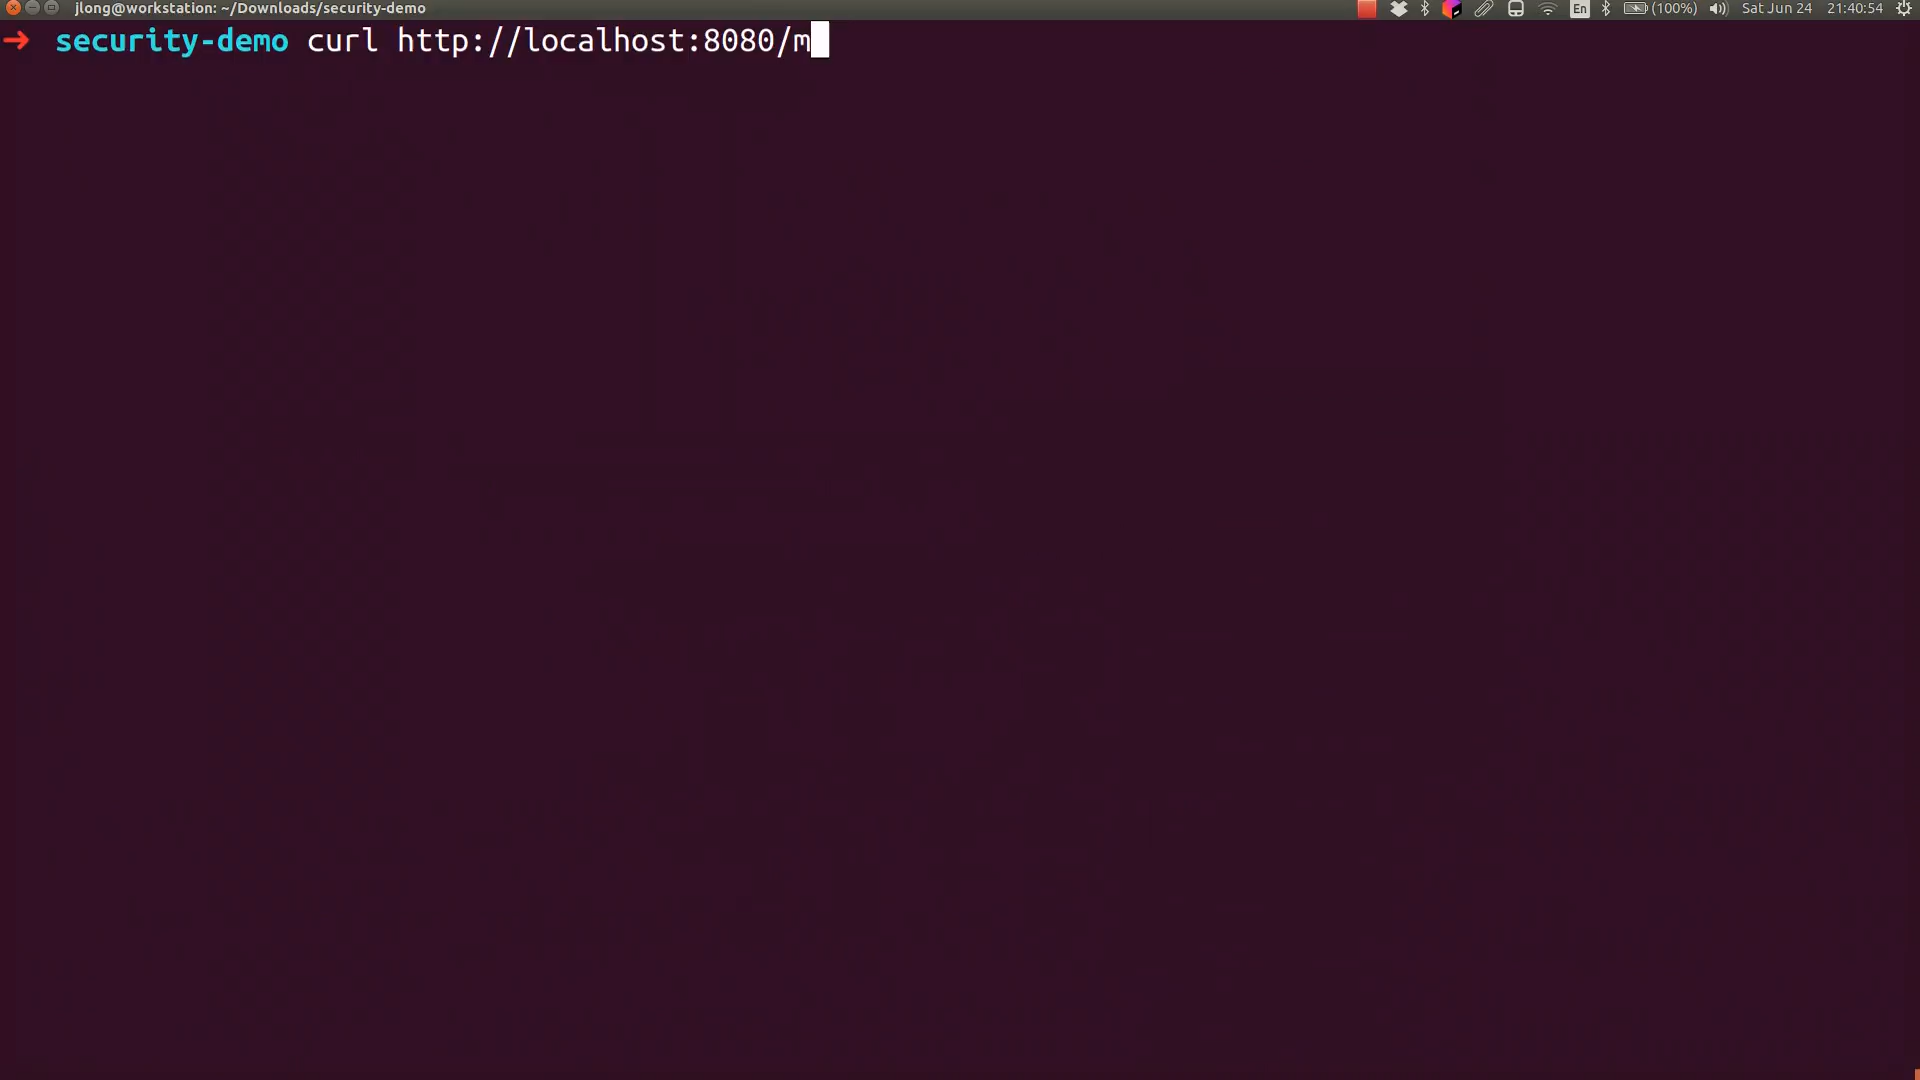 jlong@workstation: ~/Downloads/security-demo
En (100%) Sat Jun 24 21:40:54
➜ security-demo curl http://localhost:8080/m